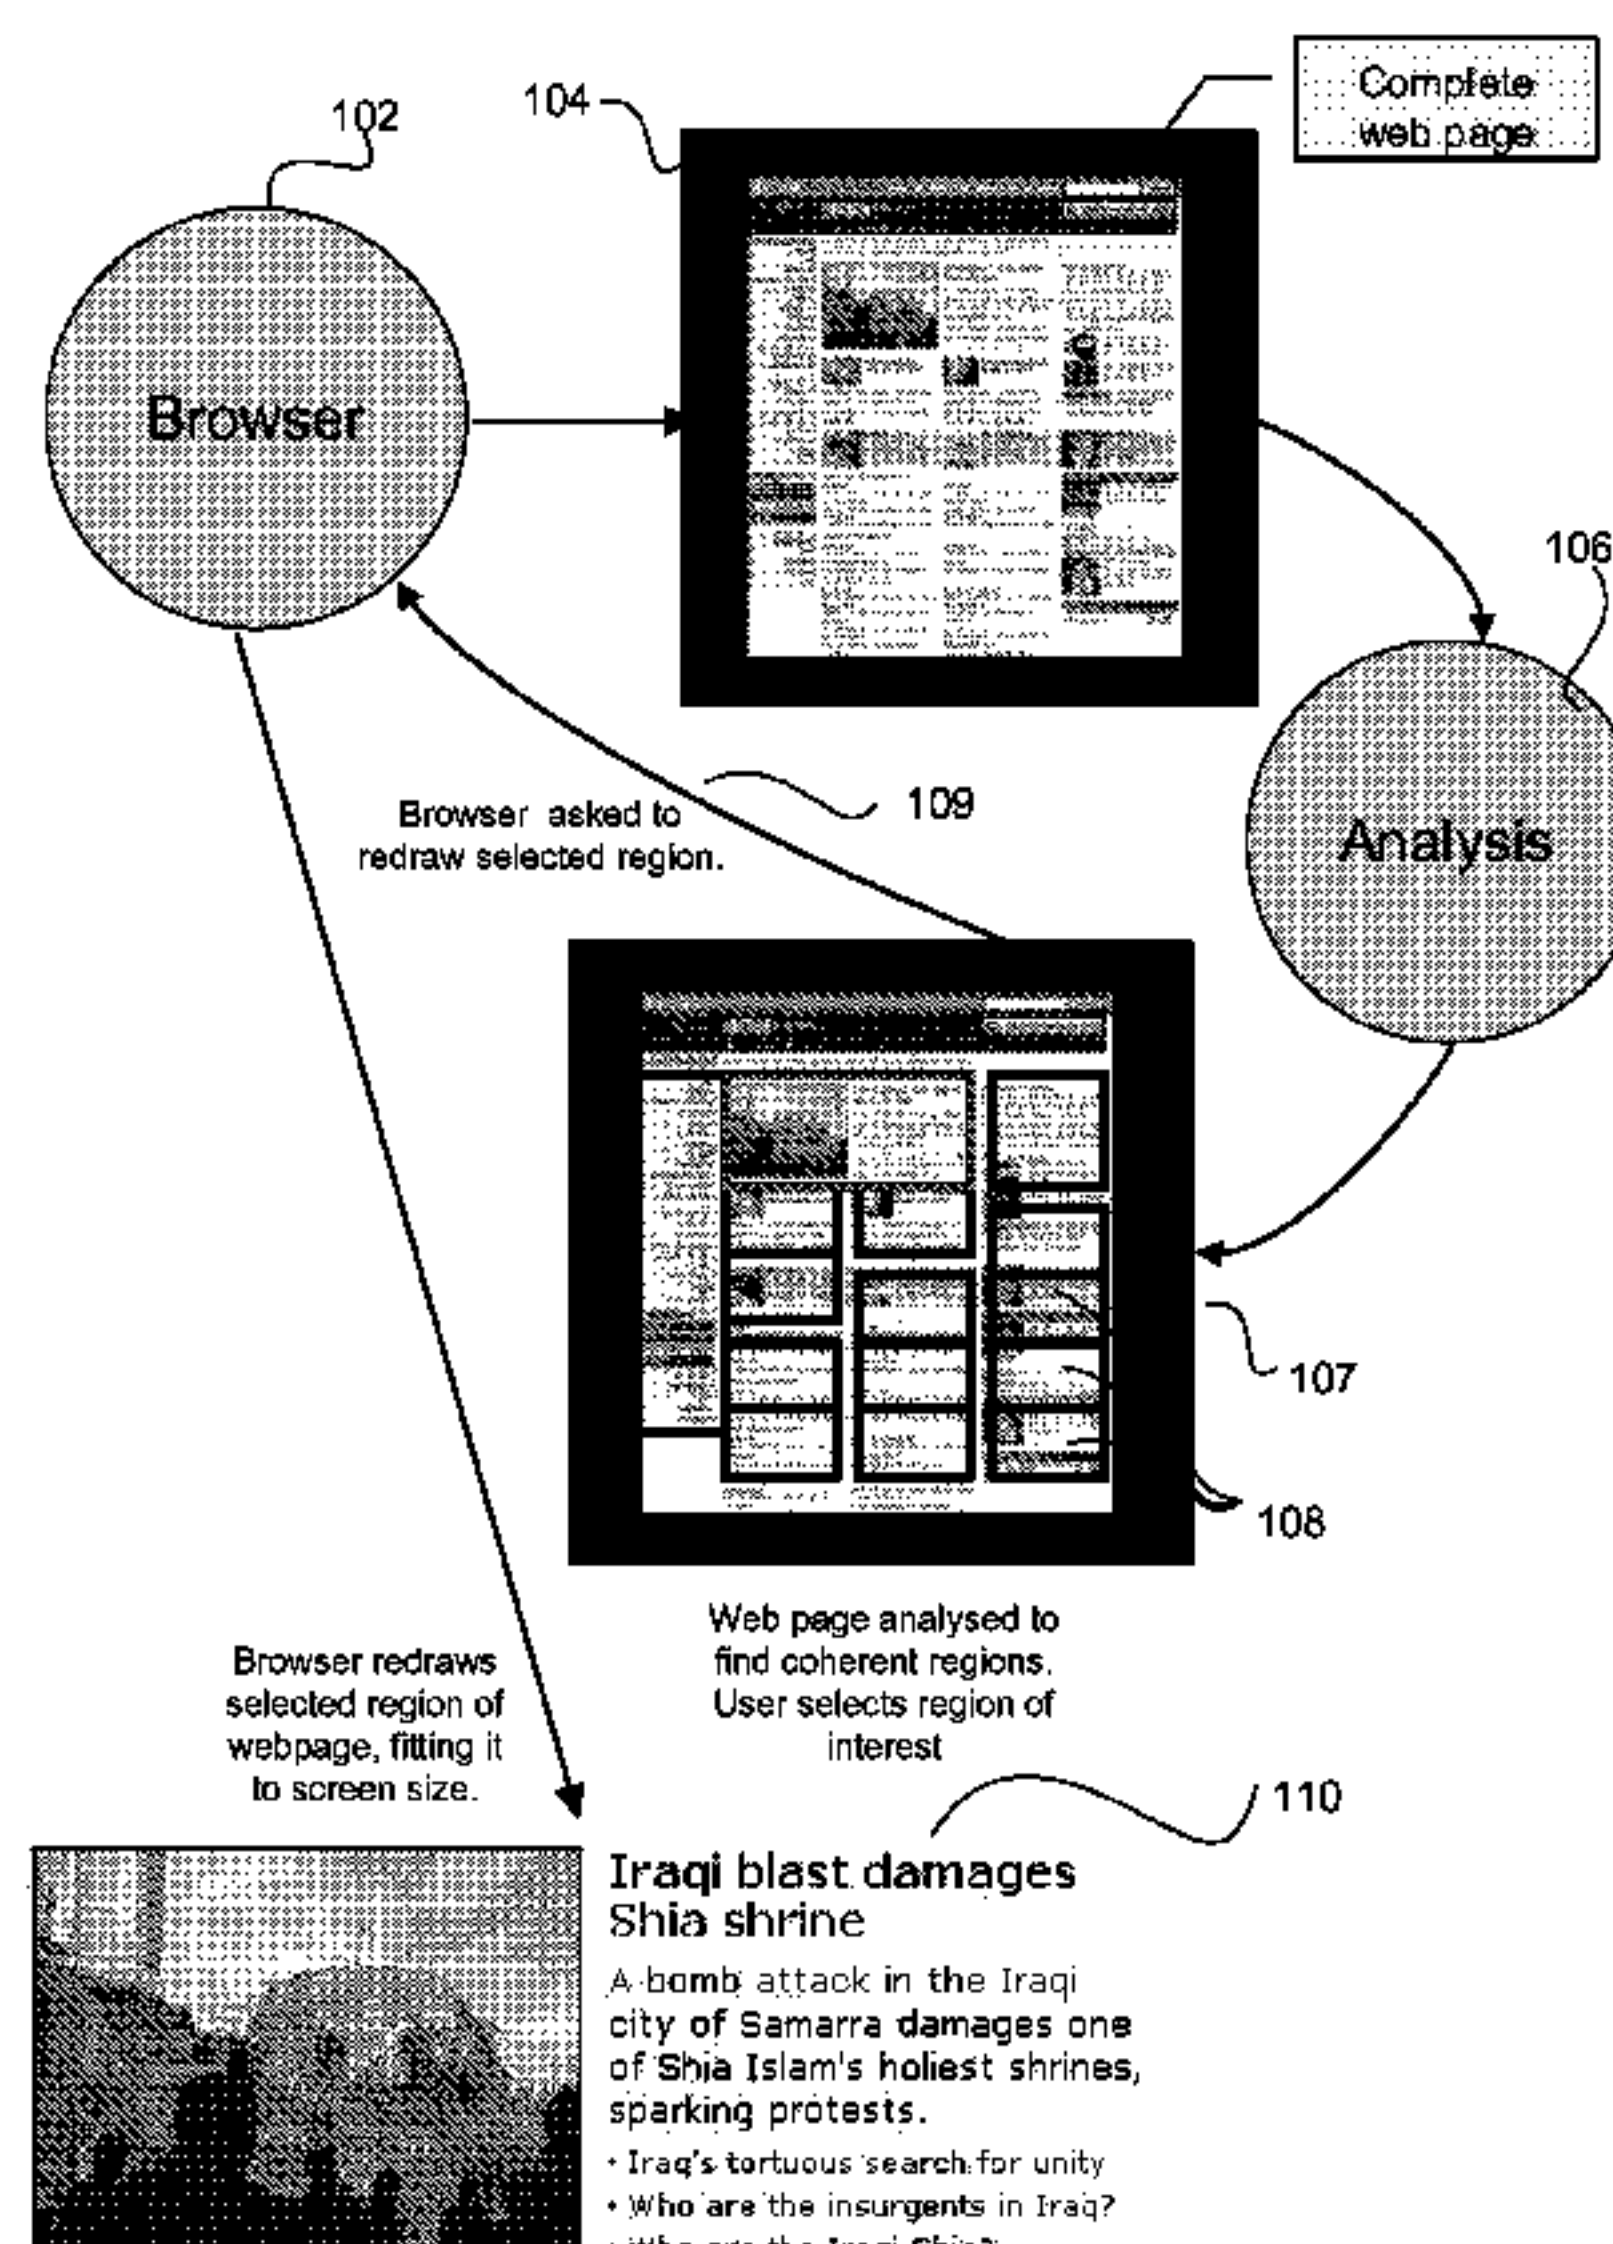 102
104
Complete
web page
Browser
106
Analysis
Browser asked to
redraw selected region.
109
107
108
Web page analysed to
find coherent regions.
User selects region of
interest
Browser redraws
selected region of
webpage, fitting it
to screen size.
110
Iraqi blast damages
Shia shrine
A bomb attack in the Iraqi
city of Samarra damages one
of Shia Islam's holiest shrines,
sparking protests.
• Iraq's tortuous search for unity
• Who are the insurgents in Iraq?